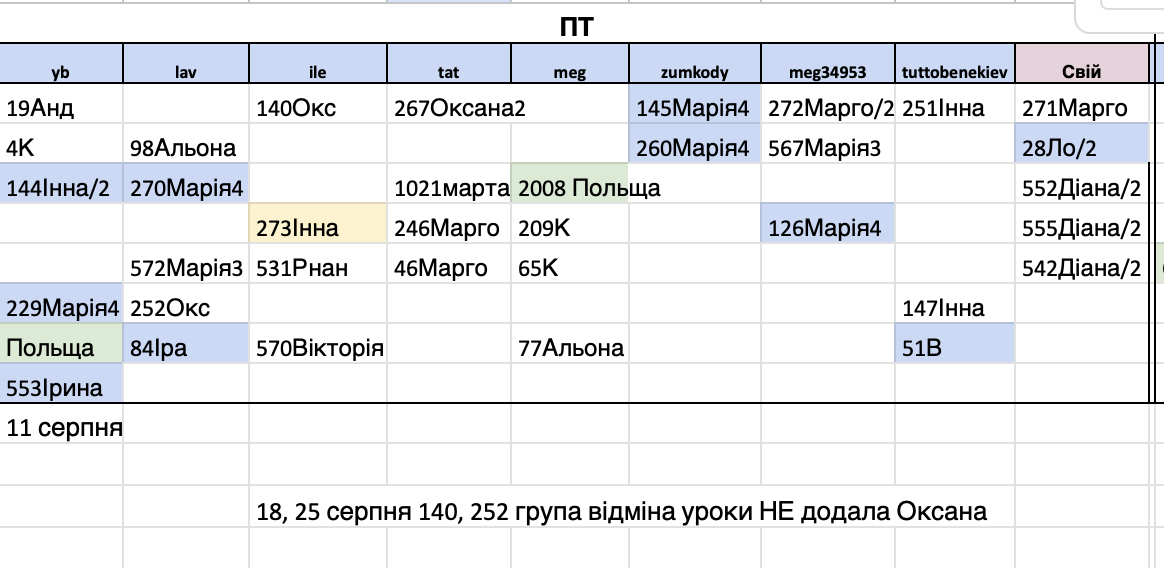 ПТ
yb lav ile tat meg zumkody meg34953 tuttobenekiev Свій
19Анд 140Окс 267Оксана2 145Марія4 272Марго/2 251Інна 271Марго
4К 98Альона 260Марія4 567Марія3 28Ло/2
144Інна/2 270Марія4 1021марта 2008 Польща 552Діана/2
273Інна 246Марго 209К 126Марія4 555Діана/2
572Марія3 531Рнан 46Марго 65К 542Діана/2
229Марія4 252Окс 147Інна
Польща 84Іра 570Вікторія 77Альона 51В
553Ірина
11 серпня
18, 25 серпня 140, 252 група відміна уроки НЕ додала Оксана